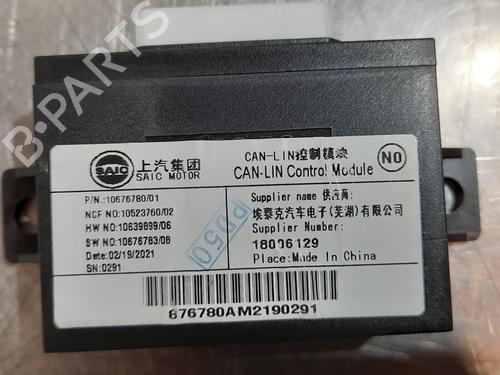 SAIC
上汽集团
SAIC MOTOR
P/N:10676780/01
NCF NO:10523760/02
HW NO:10639899/06
SW NO:10676783/08
Date:02/19/2021
SN:0291
PD50
CAN-LIN控制模块
CAN-LIN Control Module
NO
Supplier name 供应商:
埃泰克汽车电子(芜湖)有限公司
Supplier Number:
18036129
Place:Made In China
876780AM2190291
B-PARTS